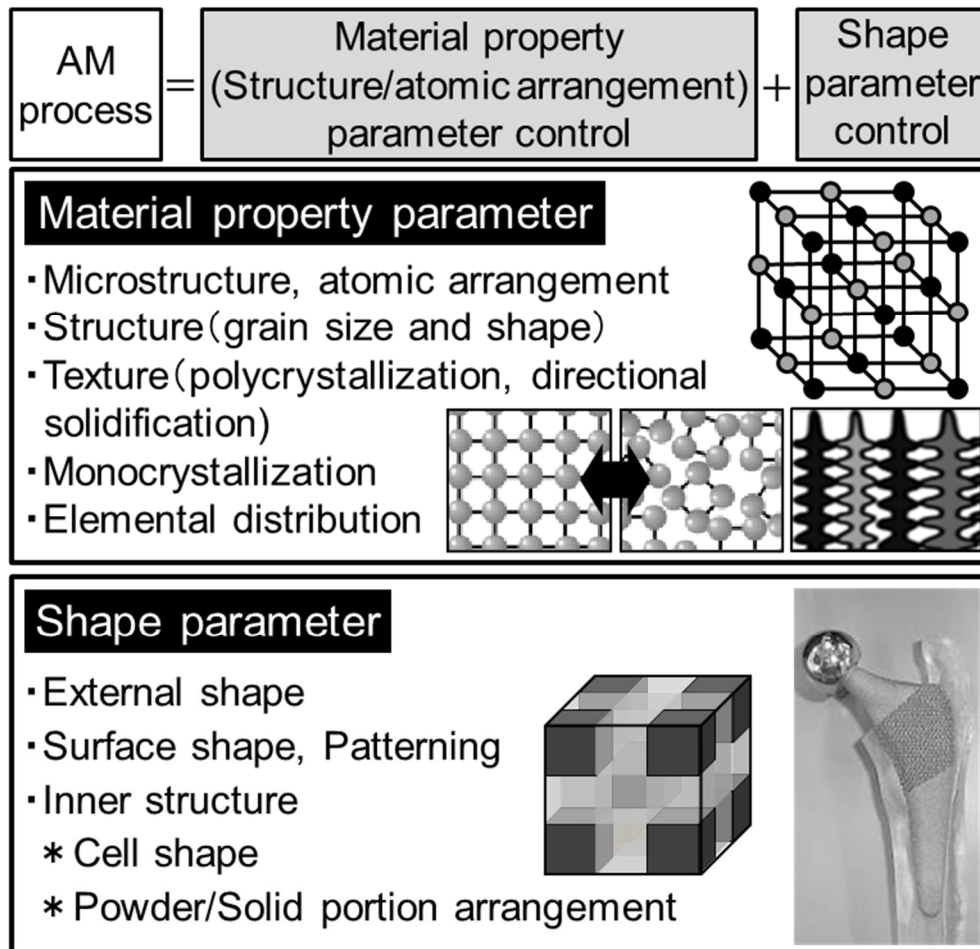 AM process
=
Material property
(Structure/atomic arrangement)
parameter control
+
Shape
parameter
control
Material property parameter
・Microstructure, atomic arrangement
・Structure（grain size and shape）
・Texture（polycrystallization, directional
solidification)
・Monocrystallization
・Elemental distribution
Shape parameter
・External shape
・Surface shape, Patterning
・Inner structure
＊Cell shape
＊Powder/Solid portion arrangement